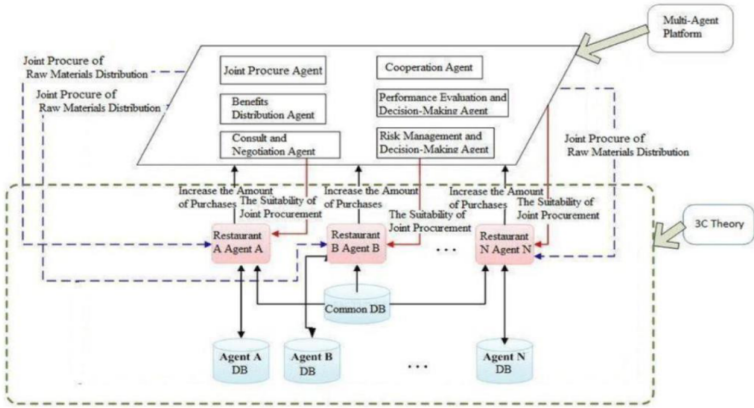 Multi-Agent
Platform
Joint Procure of
Raw Materials Distribution
Joint Procure of
Raw Materials Distribution
Joint Procure Agent
Cooperation Agent
Benefits
Distribution Agent
Performance Evaluation and
Decision-Making Agent
Consult and
Negotiation Agent
Risk Management and
Decision-Making Agent
Joint Procure of
Raw Materials Distribution
Increase the Amount
of Purchases
The Suitability of
Joint Procurement
Increase the Amount
of Purchases
The Suitability of
Joint Procurement
Increase the Amount
of Purchases
The Suitability of
Joint Procurement
3C Theory
Restaurant
A Agent A
Restaurant
B Agent B
...
Restaurant
N Agent N
Common DB
Agent A
DB
Agent B
DB
...
Agent N
DB